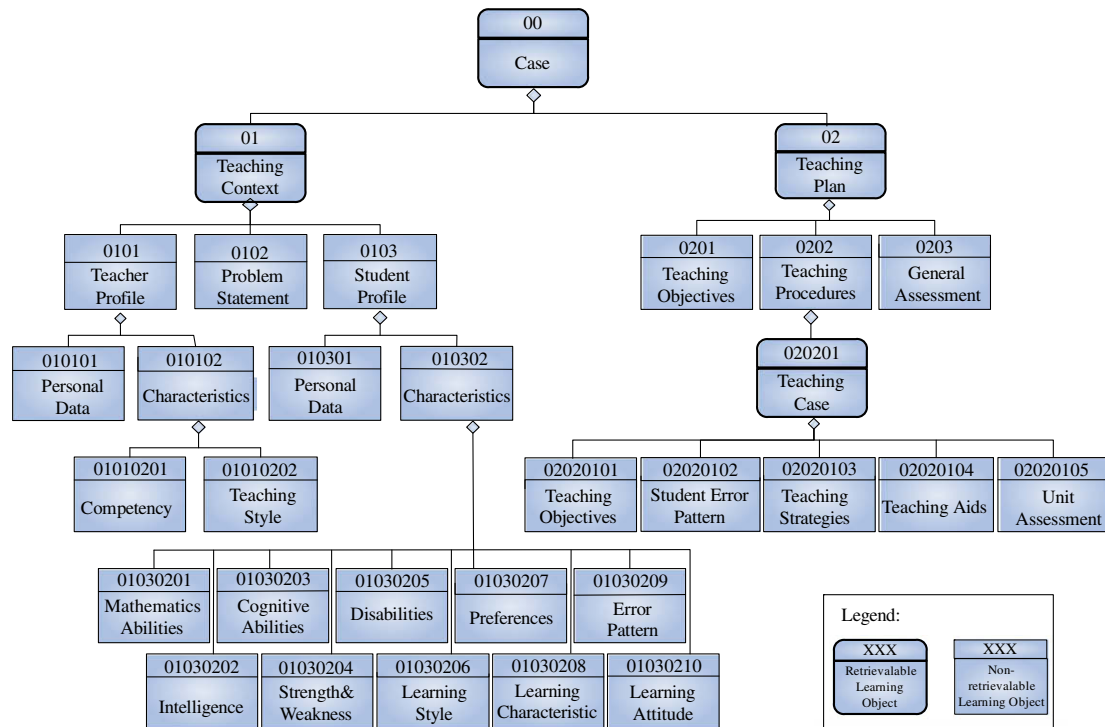 00
Case
01
Teaching
Context
02
Teaching
Plan
0101
Teacher
Profile
0102
Problem
Statement
0103
Student
Profile
0201
Teaching
Objectives
0202
Teaching
Procedures
0203
General
Assessment
010101
Personal
Data
010102
Characteristics
010301
Personal
Data
010302
Characteristics
020201
Teaching
Case
01010201
Competency
01010202
Teaching
Style
02020101
Teaching
Objectives
02020102
Student Error
Pattern
02020103
Teaching
Strategies
02020104
Teaching Aids
02020105
Unit
Assessment
01030201
Mathematics
Abilities
01030203
Cognitive
Abilities
01030205
Disabilities
01030207
Preferences
01030209
Error
Pattern
01030202
Intelligence
01030204
Strength&
Weakness
01030206
Learning
Style
01030208
Learning
Characteristic
01030210
Learning
Attitude
Legend:
XXX
Retrievalable
Learning
Object
XXX
Non-
retrievalable
Learning Object